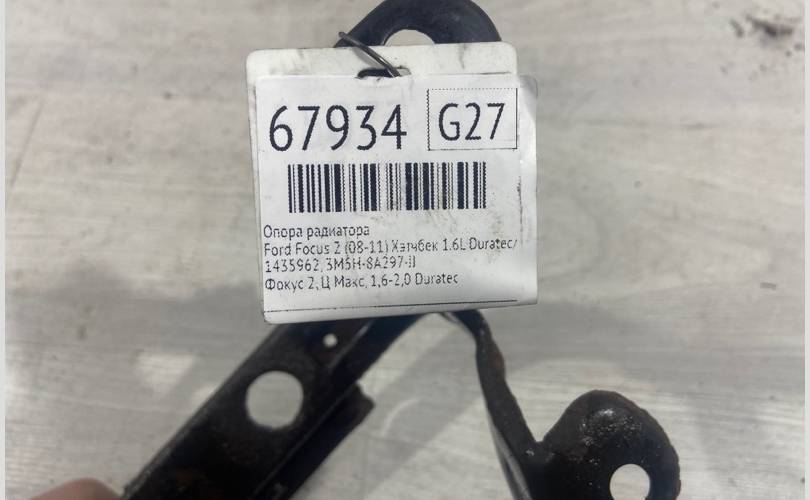 67934 G27
Опора радиатора
Ford Focus 2 (08-11) Хэтчбек 1.6L Duratec/
1435962, 3M5H-8A297-JJ
Фокус 2, Ц Макс, 1,6-2,0 Duratec